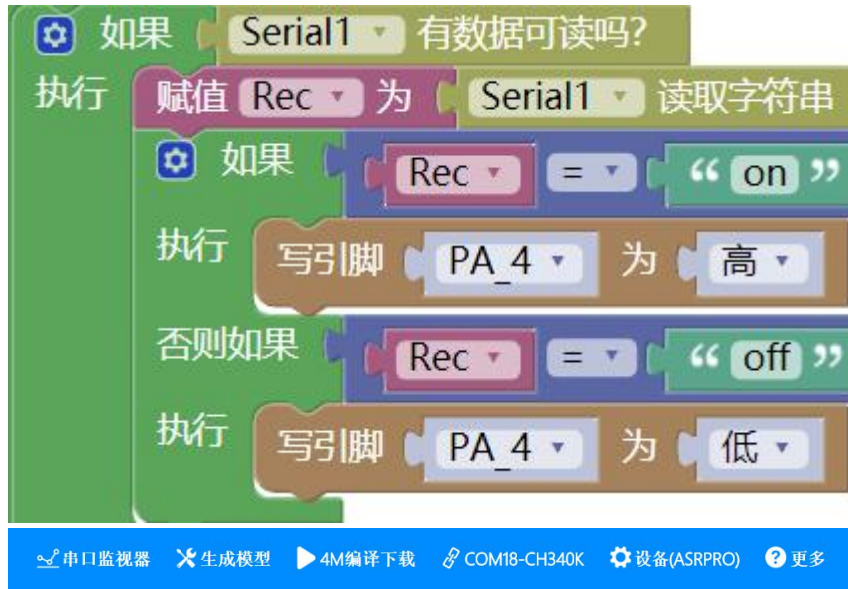 如果 Serial1 有数据可读吗?
执行 赋值 Rec 为 Serial1 读取字符串
如果 Rec = “ on ”
执行 写引脚 PA_4 为 高
否则如果 Rec = “ off ”
执行 写引脚 PA_4 为 低
串口监视器 生成模型 4M编译下载 COM18-CH340K 设备(ASRPRO) ? 更多